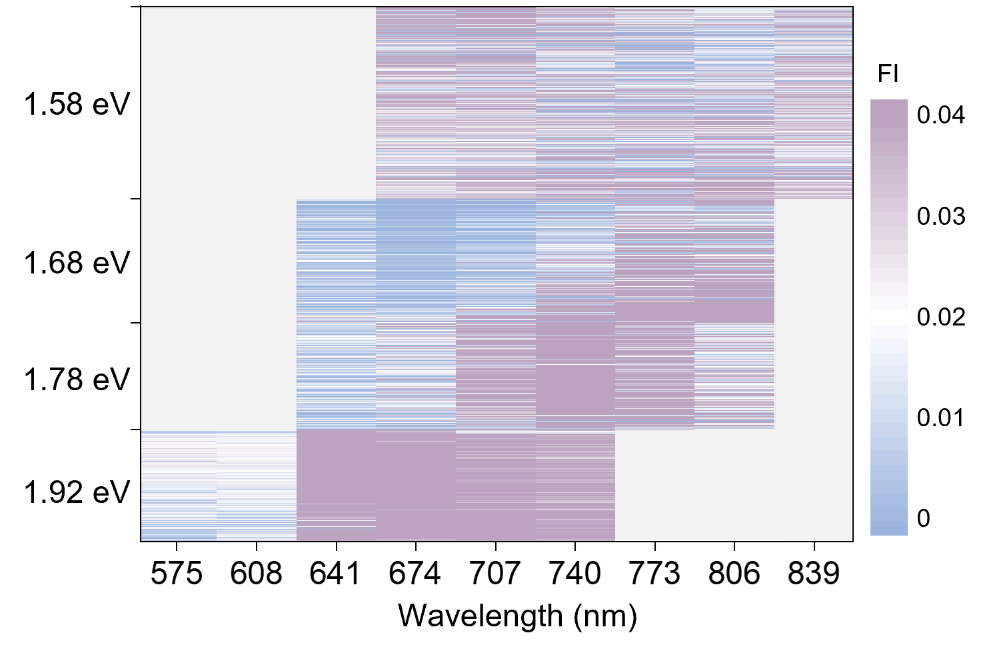 FI
1.58 eV
1.68 eV
1.78 eV
1.92 eV
0.04
0.03
0.02
0.01
0
575 608 641 674 707 740 773 806 839
Wavelength (nm)